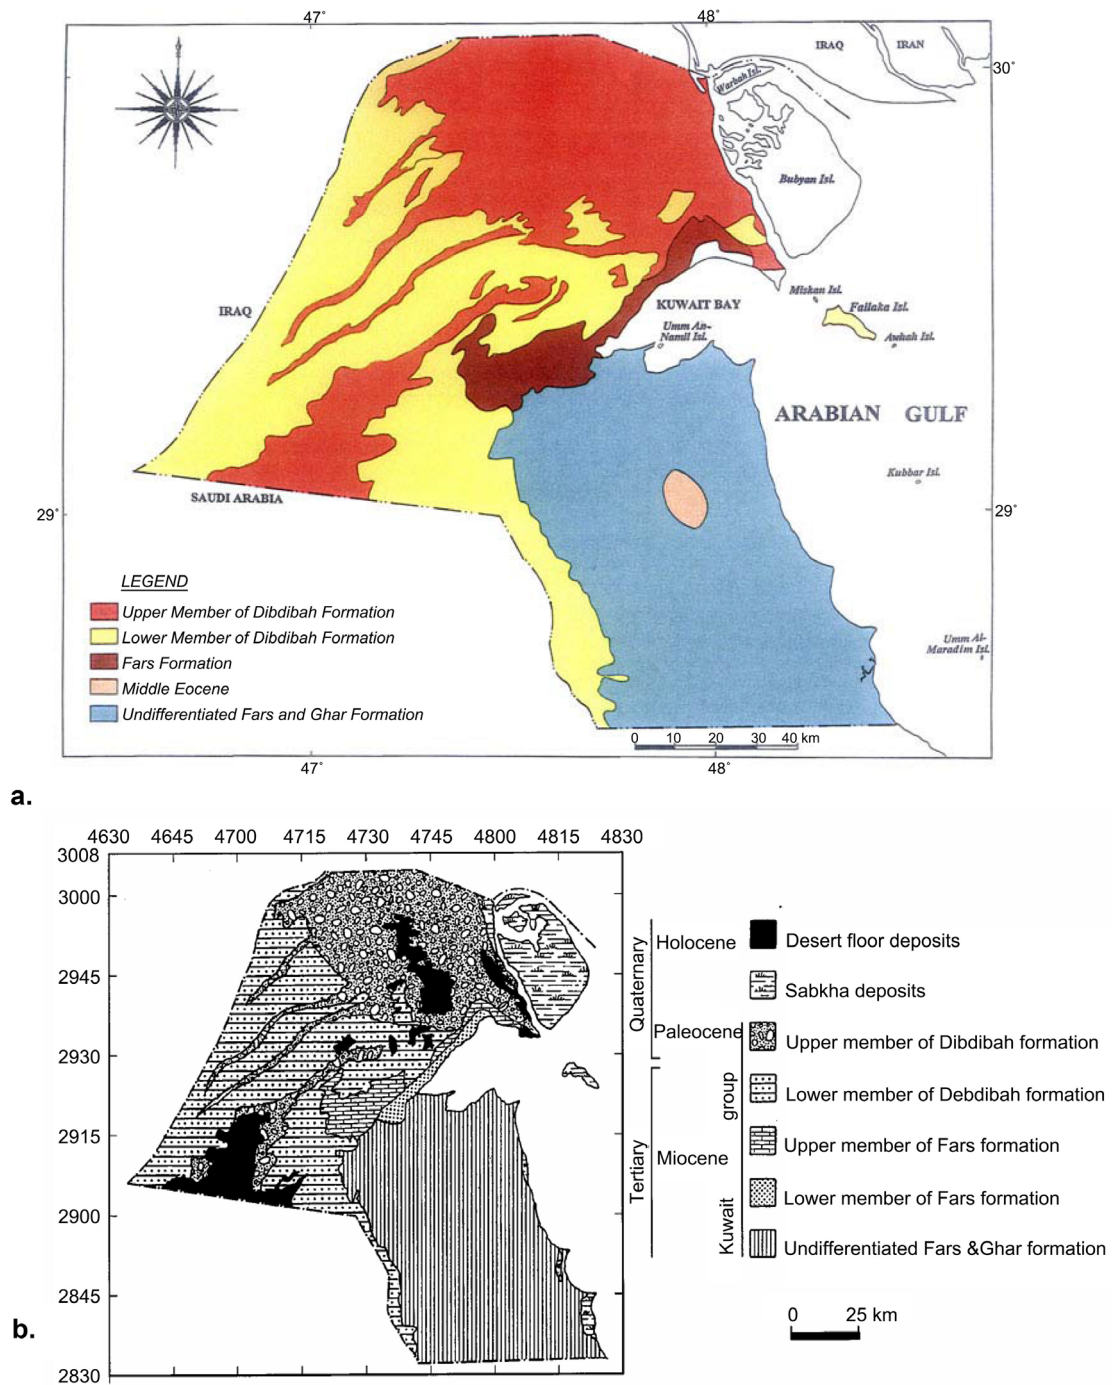 47°
48°
IRAQ
IRAN
30°
Warbah Isl.
Bubyan Isl.
IRAQ
KUWAIT BAY
Umm An-
Namil Isl.
Miskan Isl.
Failaka Isl.
Auhah Isl.
ARABIAN GULF
Kubbar Isl.
SAUDI ARABIA
29°
29°
LEGEND
Upper Member of Dibdibah Formation
Lower Member of Dibdibah Formation
Fars Formation
Middle Eocene
Undifferentiated Fars and Ghar Formation
Umm Al-
Maradim Isl.
0 10 20 30 40 km
47°
48°
a.
4630 4645 4700 4715 4730 4745 4800 4815 4830
3008
3000
2945
2930
2915
2900
2845
2830
Quaternary
Holocene
Paleocene
Tertiary
Miocene
Kuwait group
Desert floor deposits
Sabkha deposits
Upper member of Dibdibah formation
Lower member of Debdibah formation
Upper member of Fars formation
Lower member of Fars formation
Undifferentiated Fars &Ghar formation
0 25 km
b.